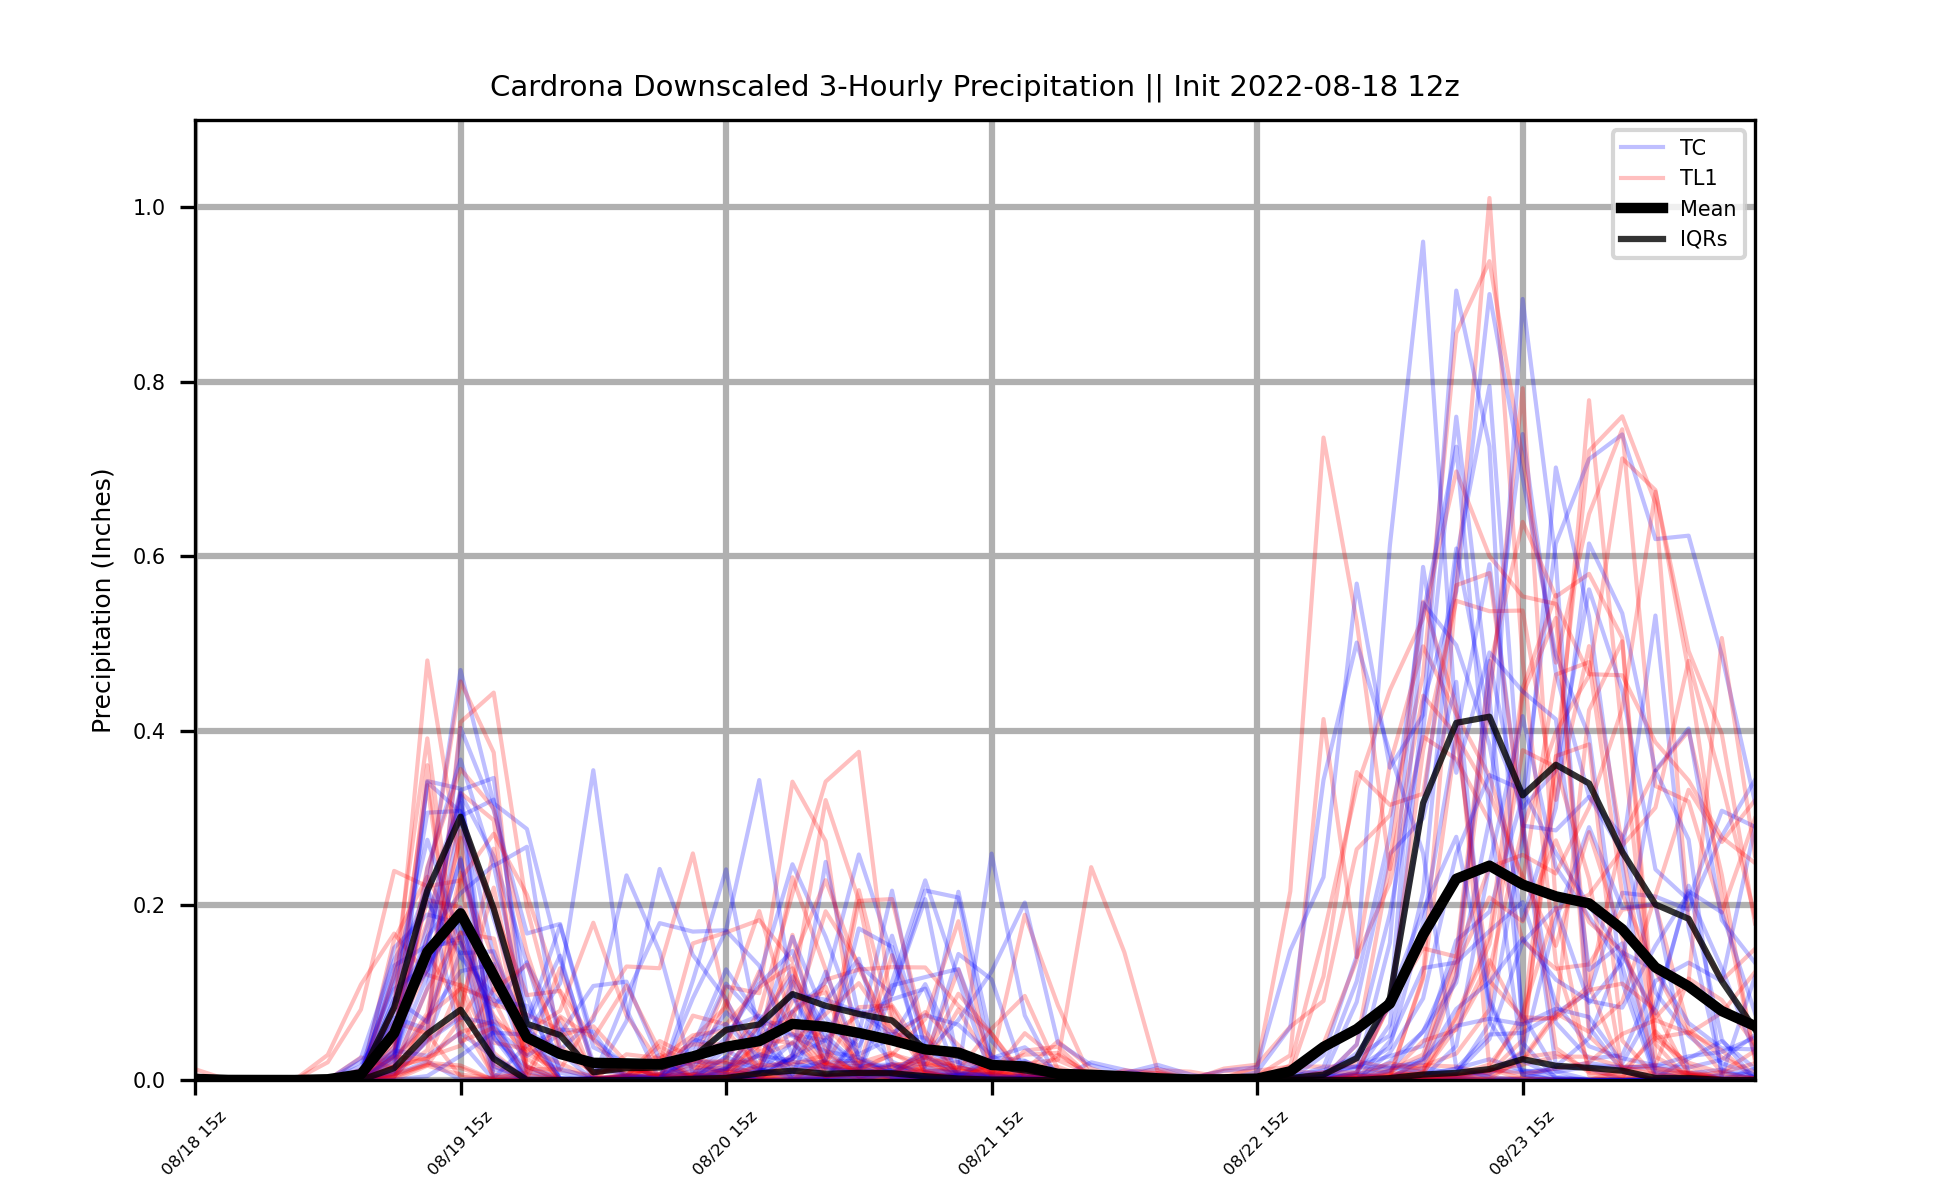 Cardrona Downscaled 3-Hourly Precipitation || Init 2022-08-18 12z
TC
TL1
Mean
IQRs
Precipitation (Inches)
1.0
0.8
0.6
0.4
0.2
0.0
08/18 15z
08/19 15z
08/20 15z
08/21 15z
08/22 15z
08/23 15z